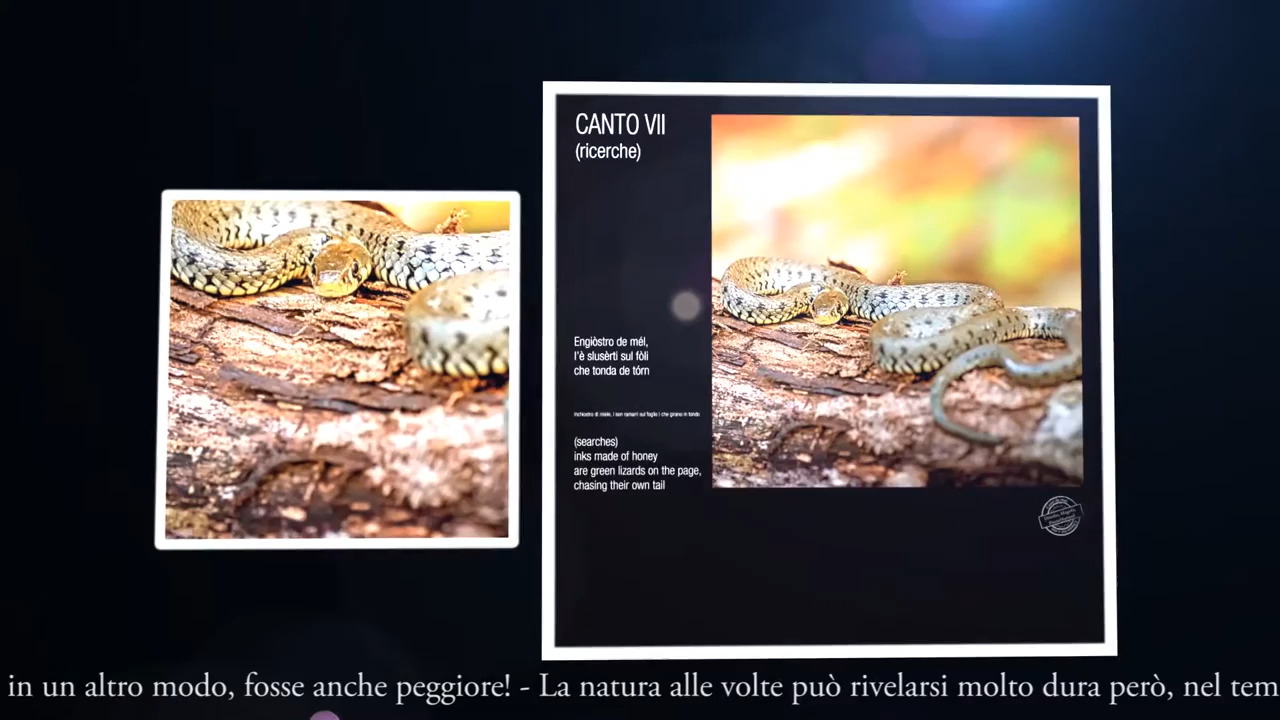 CANTO VII
(ricerche)
Engiòstro de mél,
l'è slusèrti sul fòli
che tonda de tórn
(searches)
inks made of honey
are green lizards on the page,
chasing their own tail
in un altro modo, fosse anche peggiore! - La natura alle volte può rivelarsi molto dura però, nel tem